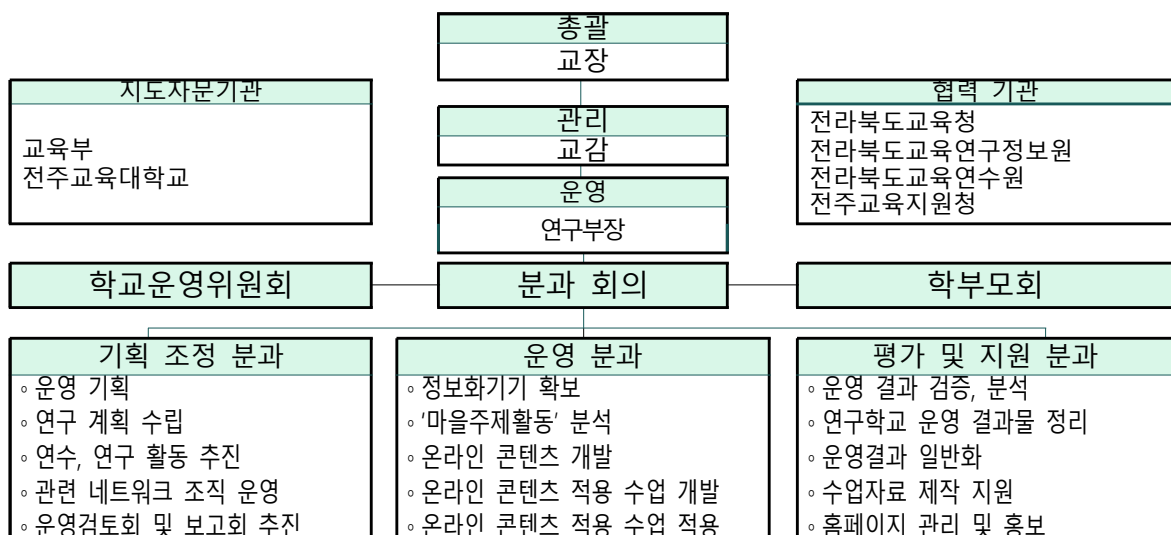 총괄
교장
지도자문기관
교육부
전주교육대학교
관리
교감
협력 기관
전라북도교육청
전라북도교육연구정보원
전라북도교육연수원
전주교육지원청
운영
연구부장
학교운영위원회
분과 회의
학부모회
기획 조정 분과
◦ 운영 기획
◦ 연구 계획 수립
◦ 연수, 연구 활동 추진
◦ 관련 네트워크 조직 운영
◦ 운영검토회 및 보고회 추진
운영 분과
◦ 정보화기기 확보
◦ '마을주제활동' 분석
◦ 온라인 콘텐츠 개발
◦ 온라인 콘텐츠 적용 수업 개발
◦ 온라인 콘텐츠 적용 수업 적용
평가 및 지원 분과
◦ 운영 결과 검증, 분석
◦ 연구학교 운영 결과물 정리
◦ 운영결과 일반화
◦ 수업자료 제작 지원
◦ 홈페이지 관리 및 홍보